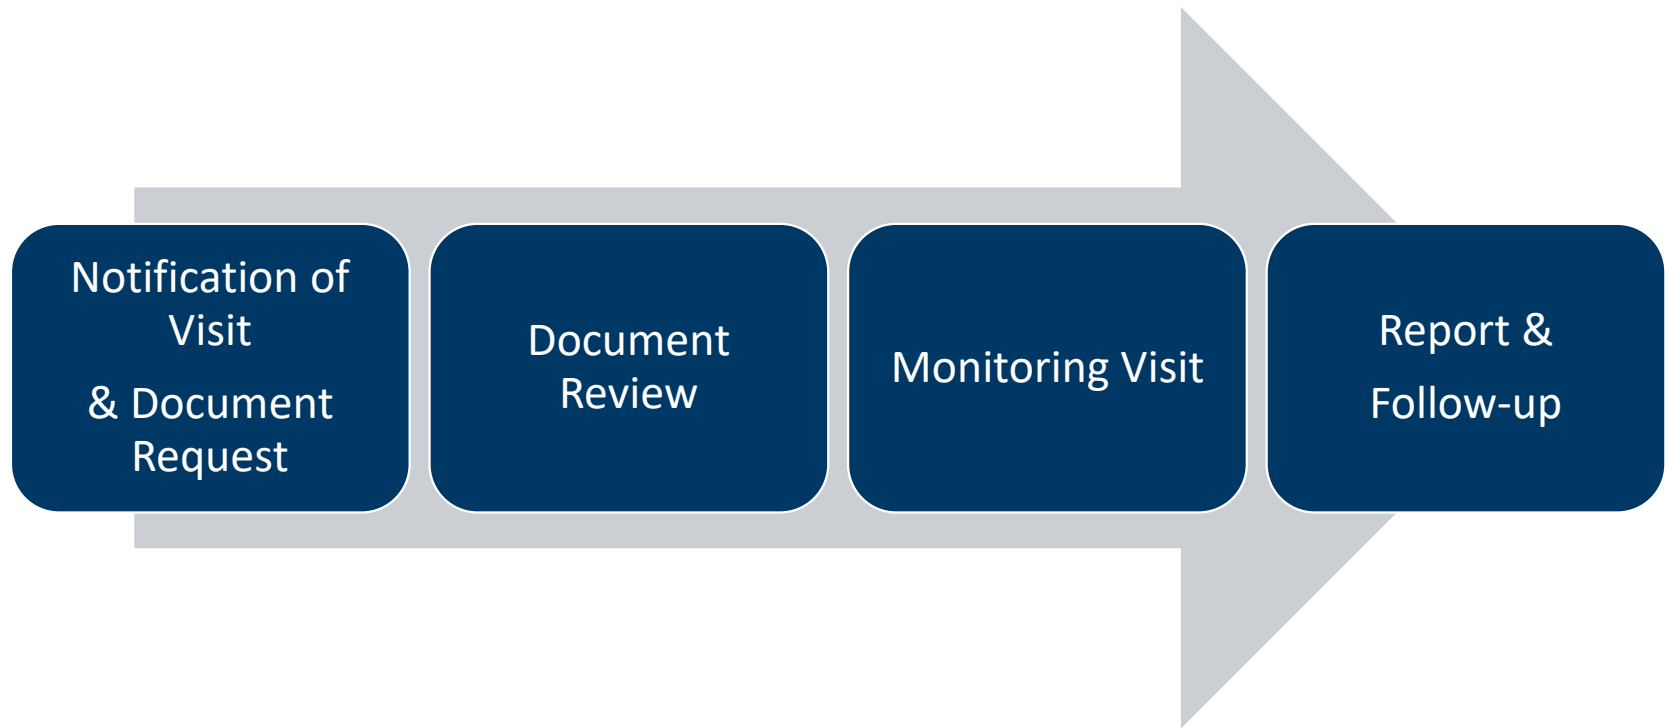 Notification of
Visit
& Document
Request
Document
Review
Monitoring Visit
Report &
Follow-up